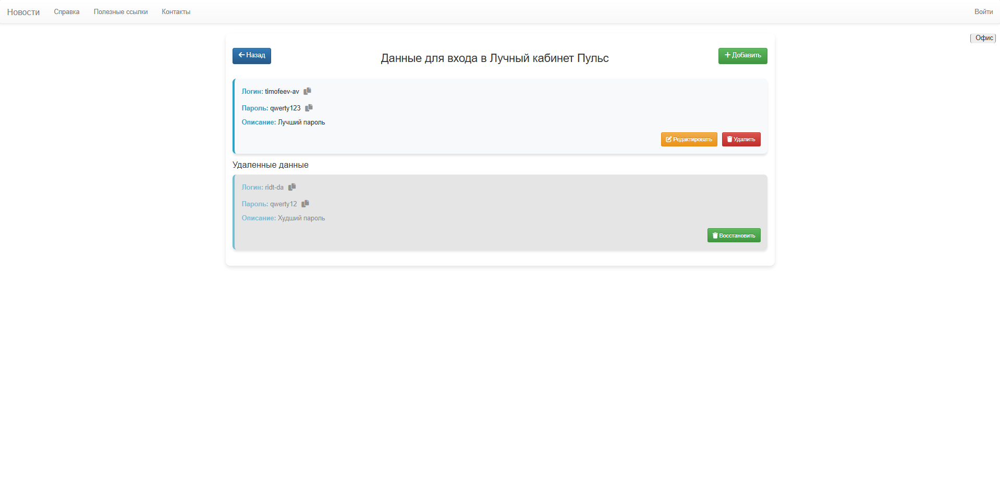 Новости Справка Полезные ссылки Контакты Войти
Офис
Назад Данные для входа в Лучный кабинет Пульс Добавить
Логин: timofeev-av
Пароль: qwerty123
Описание: Лучший пароль
Редактировать Удалить
Удаленные данные
Логин: ridt-da
Пароль: qwerty12
Описание: Худший пароль
Восстановить